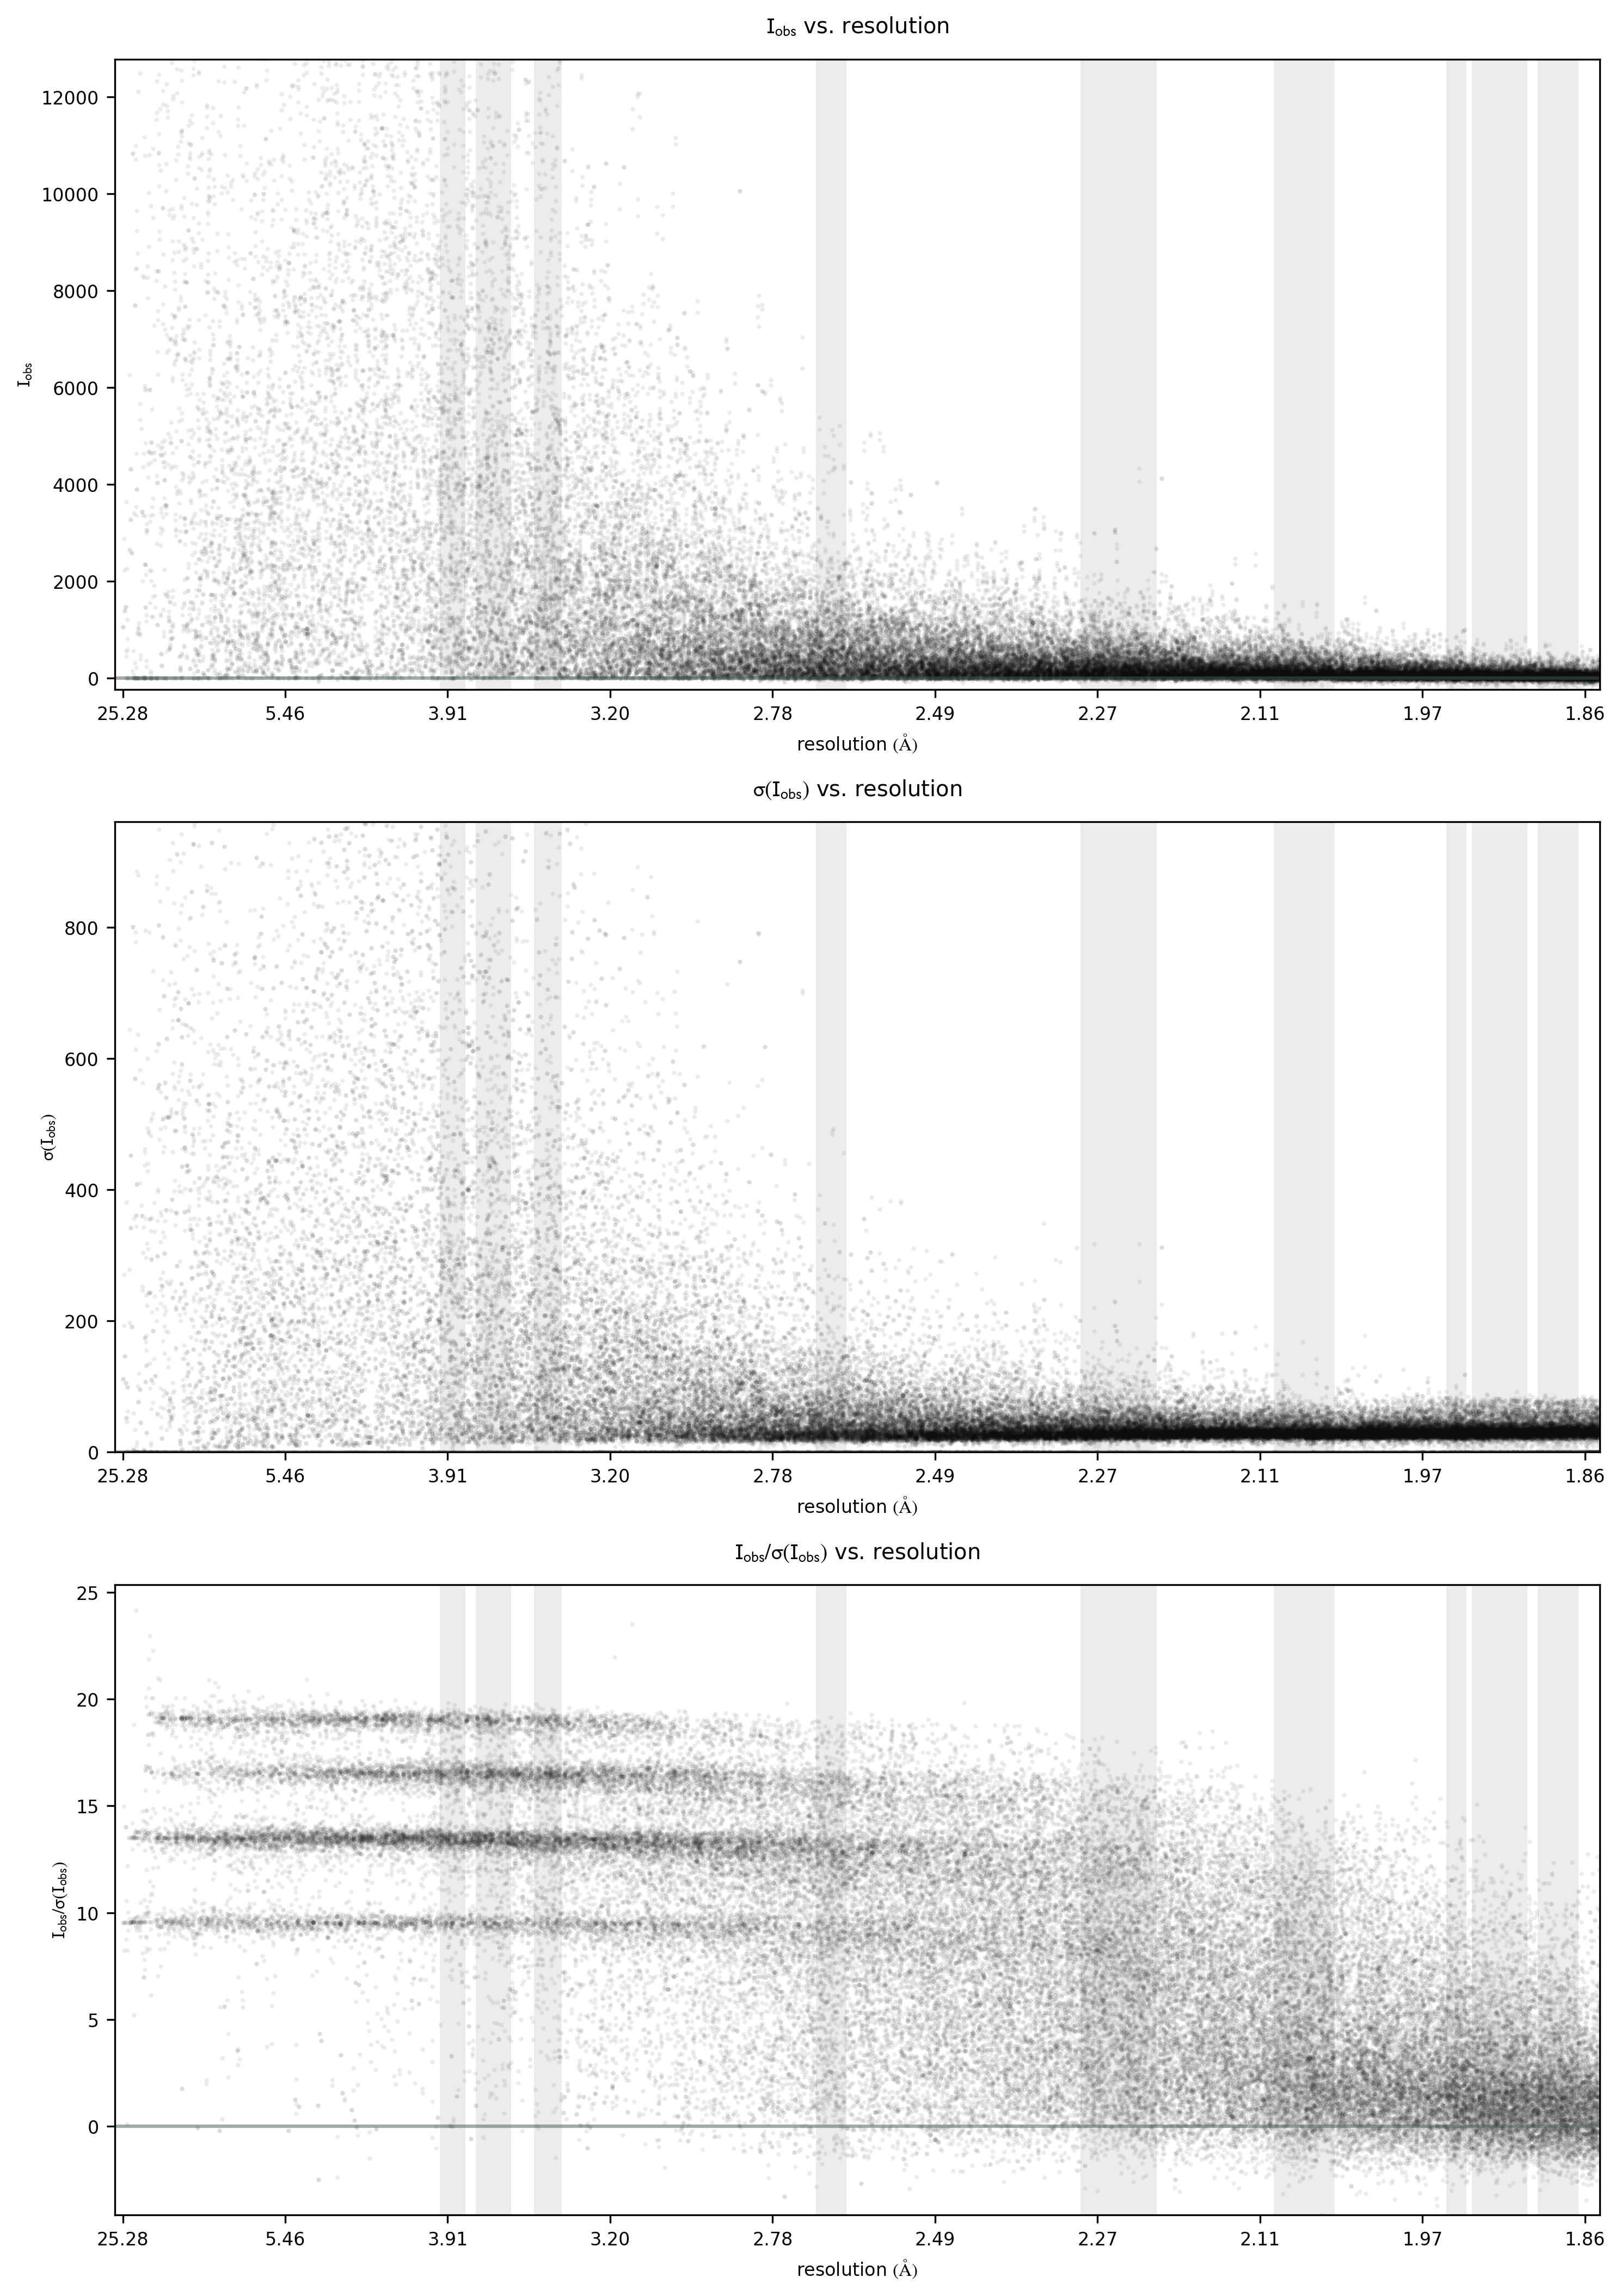 Iobs vs. resolution
12000
10000
8000
6000
4000
2000
0
Iobs
25.28 5.46 3.91 3.20 2.78 2.49 2.27 2.11 1.97 1.86
resolution (Å)
σ(Iobs) vs. resolution
800
600
400
200
0
σ(Iobs)
25.28 5.46 3.91 3.20 2.78 2.49 2.27 2.11 1.97 1.86
resolution (Å)
Iobs/σ(Iobs) vs. resolution
25
20
15
10
5
0
Iobs/σ(Iobs)
25.28 5.46 3.91 3.20 2.78 2.49 2.27 2.11 1.97 1.86
resolution (Å)